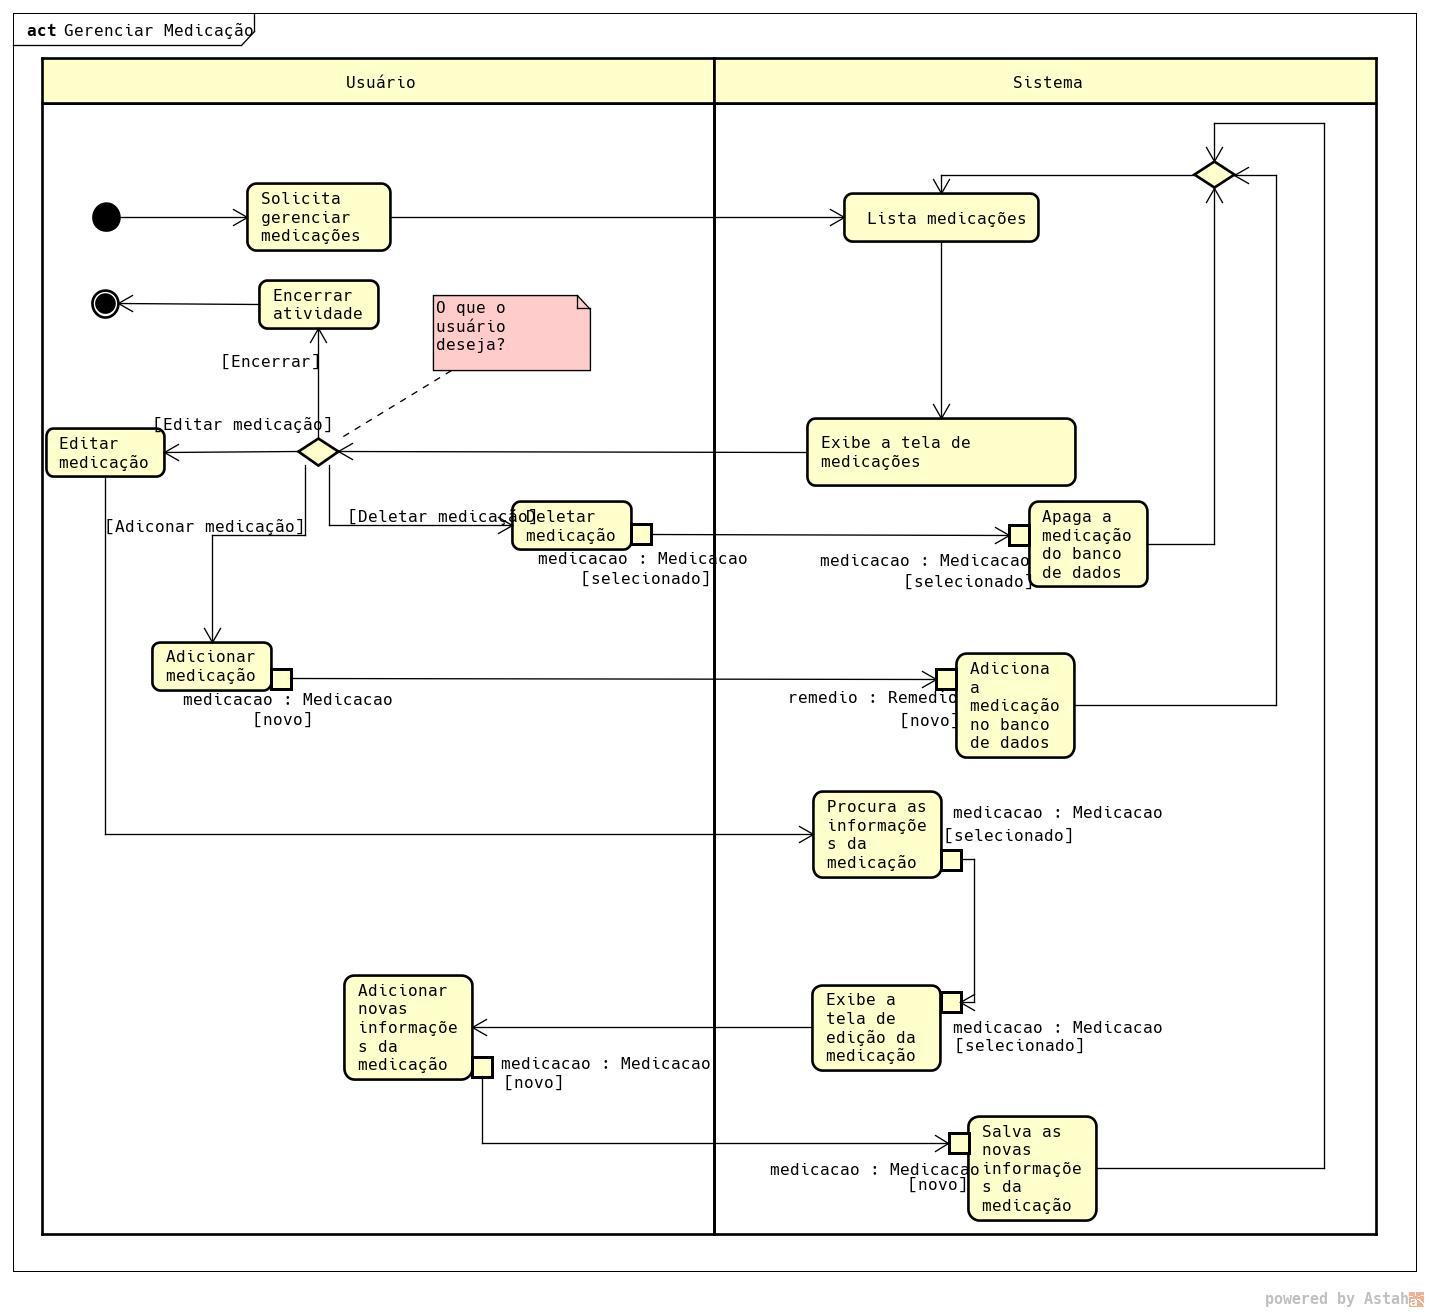 act Gerenciar Medicação
Usuário
Sistema
Solicita
gerenciar
medicações
Lista medicações
Encerrar
atividade
O que o
usuário
deseja?
[Encerrar]
[Editar medicação]
Editar
medicação
Exibe a tela de
medicações
[Adiconar medicação]
[Deletar medicação]
Deletar
medicação
medicacao : Medicacao
[selecionado]
medicacao : Medicacao
[selecionado]
Apaga a
medicação
do banco
de dados
Adicionar
medicação
medicacao : Medicacao
[novo]
remedio : Remedio
[novo]
Adiciona
a
medicação
no banco
de dados
Procura as
informaçõe
s da
medicação
medicacao : Medicacao
[selecionado]
Adicionar
novas
informaçõe
s da
medicação
Exibe a
tela de
edição da
medicação
medicacao : Medicacao
[selecionado]
medicacao : Medicacao
[novo]
medicacao : Medicacao
[novo]
Salva as
novas
informaçõe
s da
medicação
powered by Astah